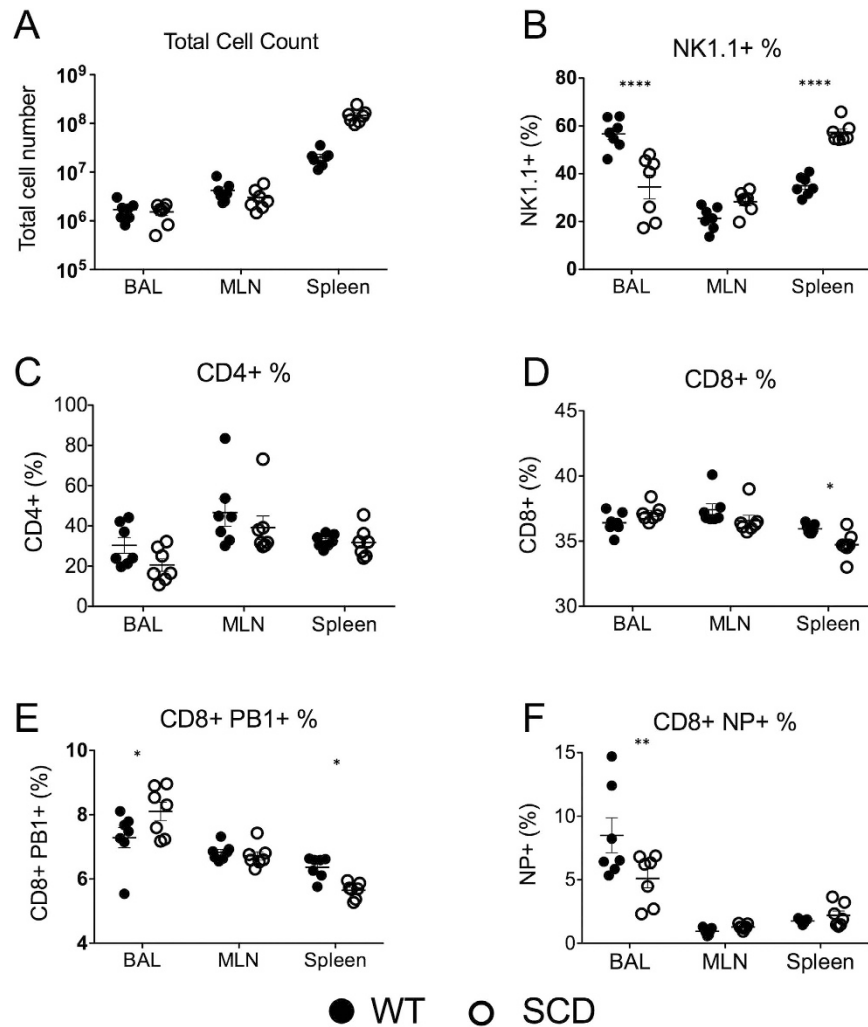 A
Total Cell Count
Total cell number
10⁹
10⁸
10⁷
10⁶
10⁵
BAL MLN Spleen
B
NK1.1+ %
NK1.1+ (%)
80
60
40
20
0
**** ****
BAL MLN Spleen
C
CD4+ %
CD4+ (%)
100
80
60
40
20
0
BAL MLN Spleen
D
CD8+ %
CD8+ (%)
45
40
35
30
*
BAL MLN Spleen
E
CD8+ PB1+ %
CD8+ PB1+ (%)
10
8
6
4
* *
BAL MLN Spleen
F
CD8+ NP+ %
NP+ (%)
15
10
5
0
**
BAL MLN Spleen
WT SCD